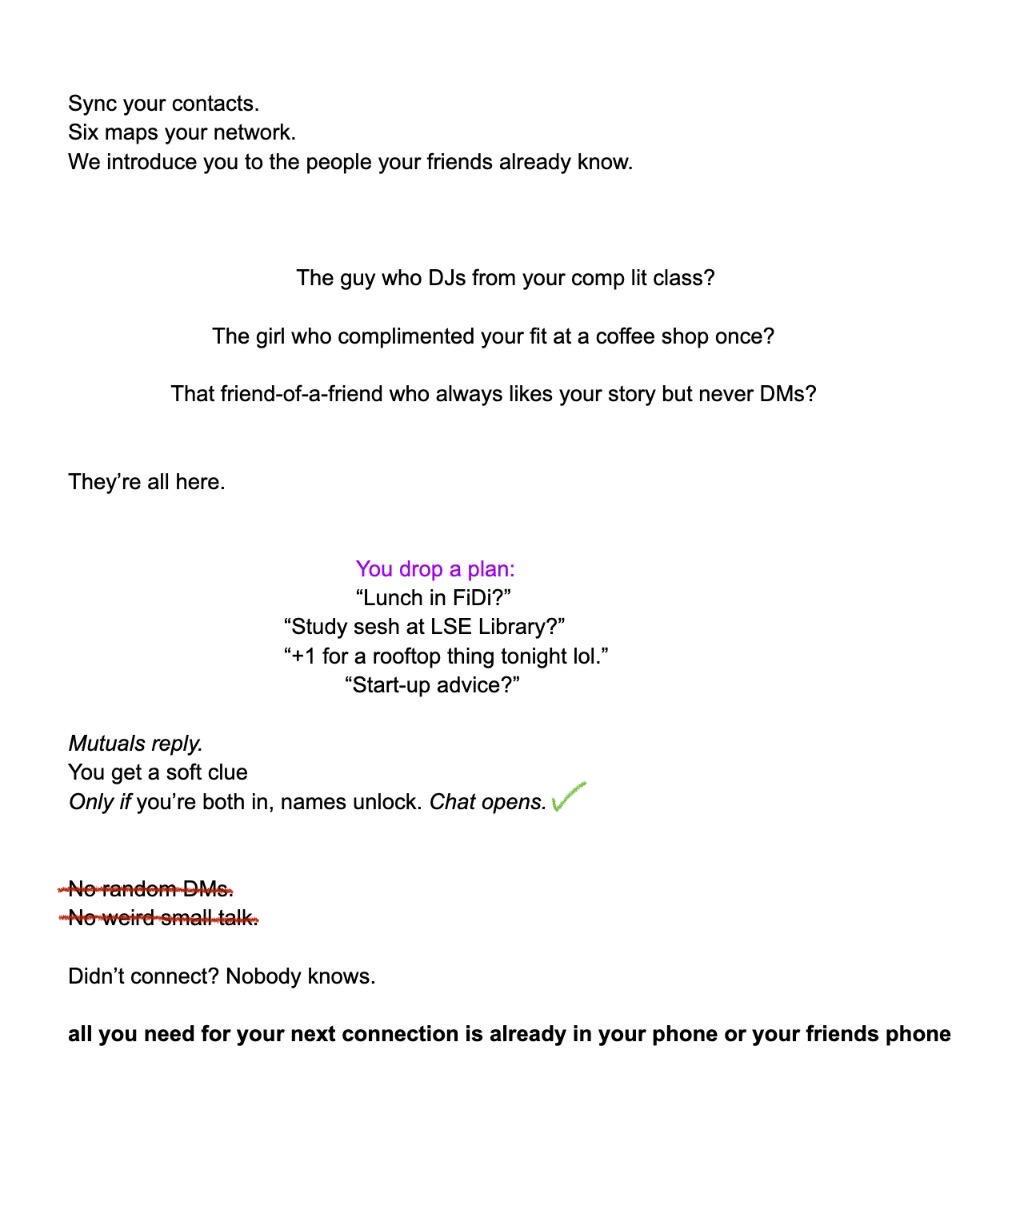 Sync your contacts.
Six maps your network.
We introduce you to the people your friends already know.
The guy who DJs from your comp lit class?
The girl who complimented your fit at a coffee shop once?
That friend-of-a-friend who always likes your story but never DMs?
They’re all here.
You drop a plan:
“Lunch in FiDi?”
“Study sesh at LSE Library?”
“+1 for a rooftop thing tonight lol.”
“Start-up advice?”
Mutuals reply.
You get a soft clue
Only if you’re both in, names unlock. Chat opens.
No random DMs.
No weird small talk.
Didn’t connect? Nobody knows.
all you need for your next connection is already in your phone or your friends phone